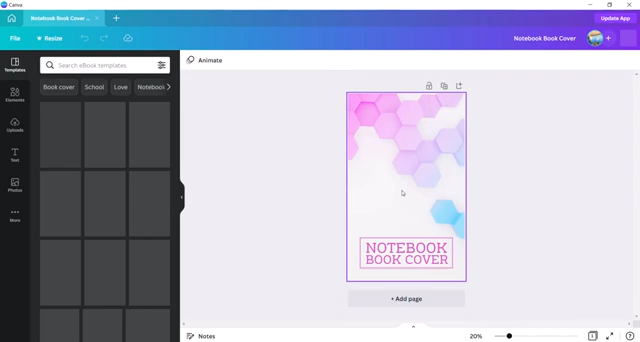 Canva
Notebook Book Cover ...
Update App
File
Resize
Notebook Book Cover
Templates
Search eBook templates
Animate
Book cover
School
Love
Notebook
Elements
Uploads
Text
Photos
More
NOTEBOOK
BOOK COVER
+ Add page
Notes
20%
1